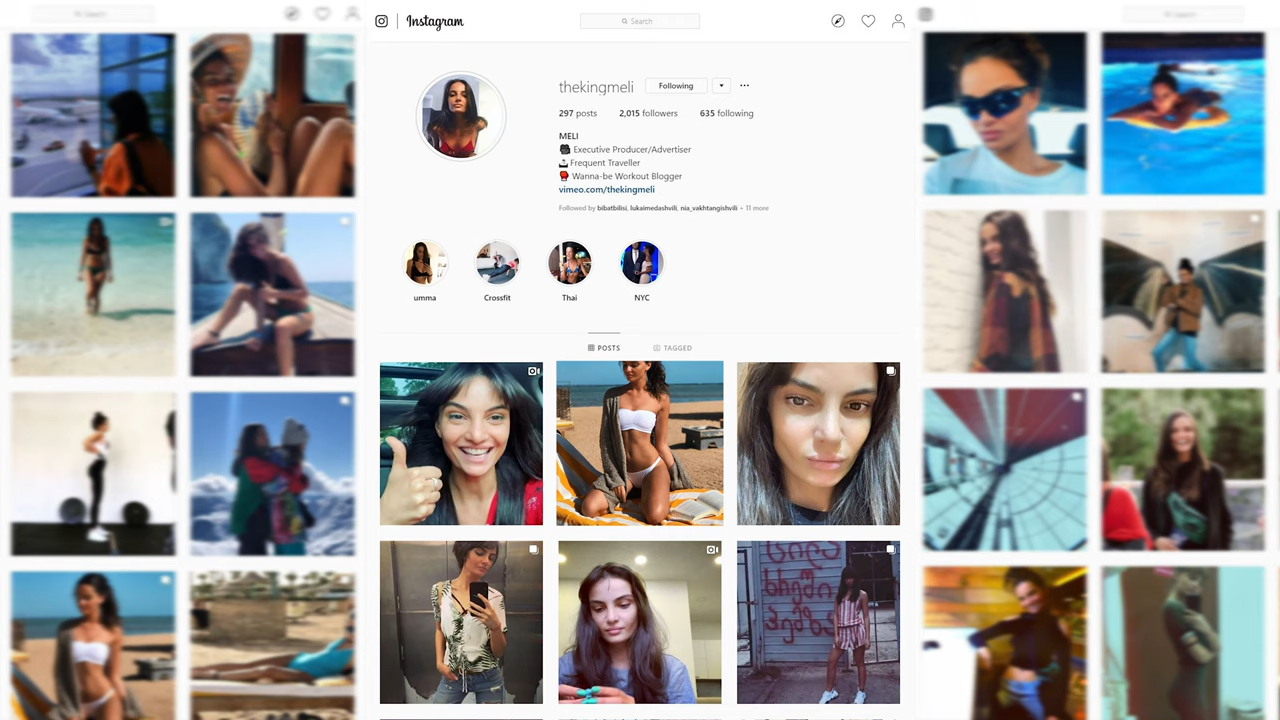 Instagram
Search
thekingmeli
Following
297 posts 2,015 followers 635 following
MELI
Executive Producer/Advertiser
Frequent Traveller
Wanna-be Workout Blogger
vimeo.com/thekingmeli
Followed by bibatbilisi, lukaimedashvili, nia_vakhtangishvili + 11 more
umma Crossfit Thai NYC
POSTS TAGGED